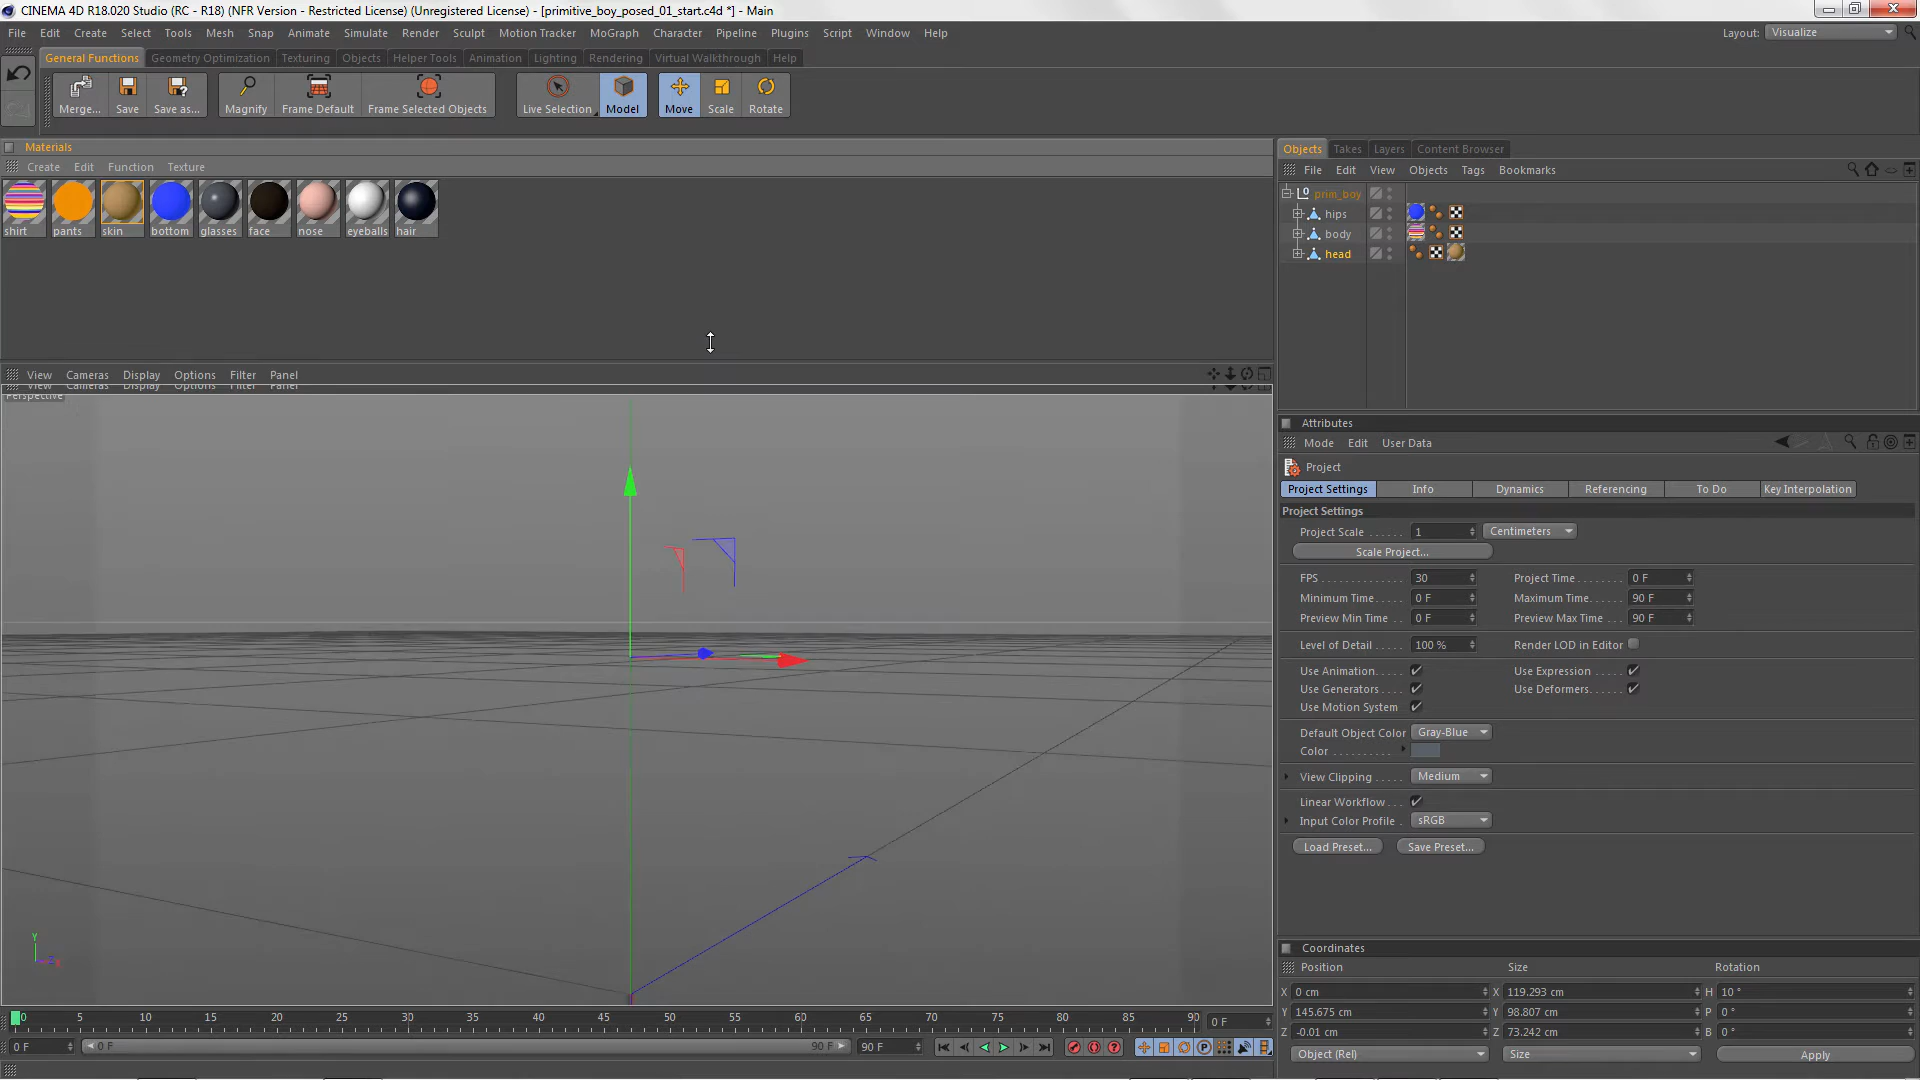 CINEMA 4D R18.020 Studio (RC - R18) (NFR Version - Restricted License) (Unregistered License) - [primitive_boy_posed_01_start.c4d *] - Main
File Edit Create Select Tools Mesh Snap Animate Simulate Render Sculpt Motion Tracker MoGraph Character Pipeline Plugins Script Window Help
Layout: Visualize
General Functions Geometry Optimization Texturing Objects Helper Tools Animation Lighting Rendering Virtual Walkthrough Help
Merge... Save Save as... Magnify Frame Default Frame Selected Objects Live Selection Model Move Scale Rotate
Materials
Create Edit Function Texture
shirt pants skin bottom glasses face nose eyeballs hair
View Cameras Display Options Filter Panel
View Cameras Display Options Filter Panel
Perspective
Y
0 5 10 15 20 25 30 35 40 45 50 55 60 65 70 75 80 85 90 0 F
0 F 0 F 90 F 90 F
Objects Takes Layers Content Browser
File Edit View Objects Tags Bookmarks
prim_boy
hips
body
head
Attributes
Mode Edit User Data
Project
Project Settings Info Dynamics Referencing To Do Key Interpolation
Project Settings
Project Scale 1 Centimeters
Scale Project...
FPS 30 Project Time 0 F
Minimum Time 0 F Maximum Time 90 F
Preview Min Time 0 F Preview Max Time 90 F
Level of Detail 100 % Render LOD in Editor
Use Animation Use Expression
Use Generators Use Deformers
Use Motion System
Default Object Color Gray-Blue
Color
View Clipping Medium
Linear Workflow
Input Color Profile sRGB
Load Preset... Save Preset...
Coordinates
Position Size Rotation
X 0 cm X 119.293 cm H 10 °
Y 145.675 cm Y 98.807 cm P 0 °
Z -0.01 cm Z 73.242 cm B 0 °
Object (Rel) Size Apply